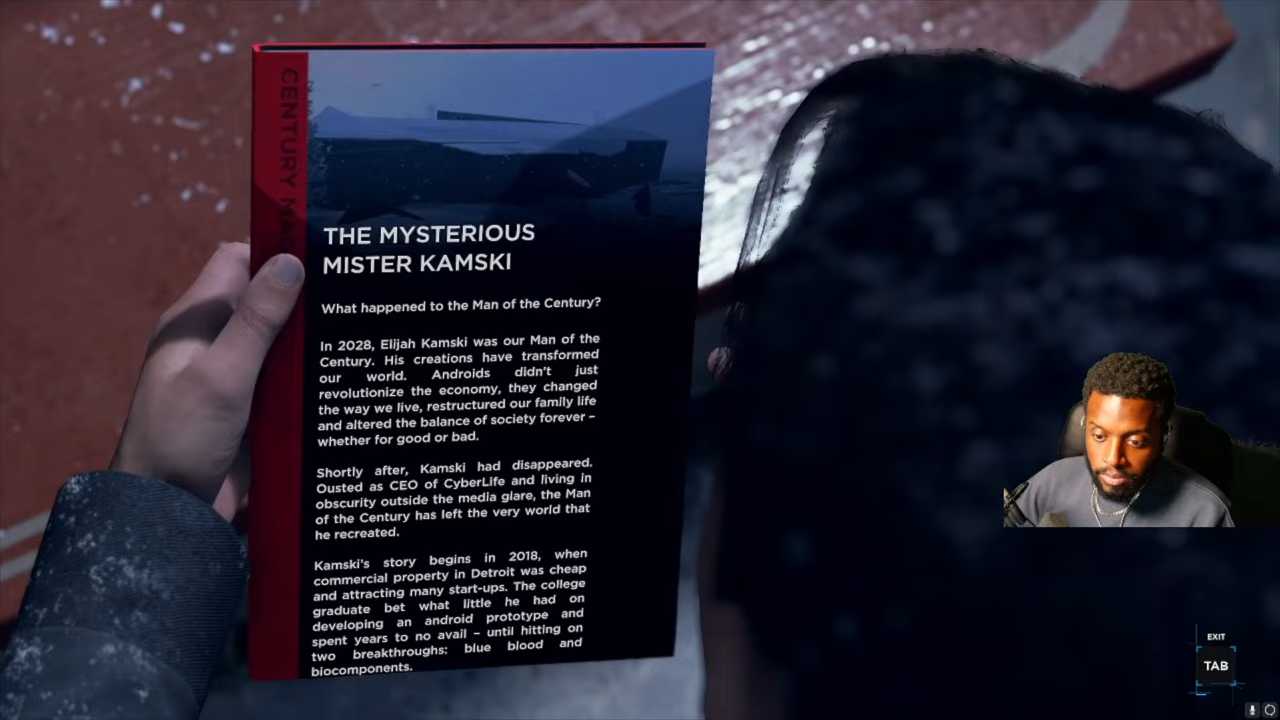 CENTURY
THE MYSTERIOUS
MISTER KAMSKI
What happened to the Man of the Century?
In 2028, Elijah Kamski was our Man of the
Century. His creations have transformed
our world. Androids didn't just
revolutionize the economy, they changed
the way we live, restructured our family life
and altered the balance of society forever –
whether for good or bad.
Shortly after, Kamski had disappeared.
Ousted as CEO of CyberLife and living in
obscurity outside the media glare, the Man
of the Century has left the very world that
he recreated.
Kamski's story begins in 2018, when
commercial property in Detroit was cheap
and attracting many start-ups. The college
graduate bet what little he had on
developing an android prototype and
spent years to no avail – until hitting on
two breakthroughs: blue blood and
biocomponents.
EXIT
TAB